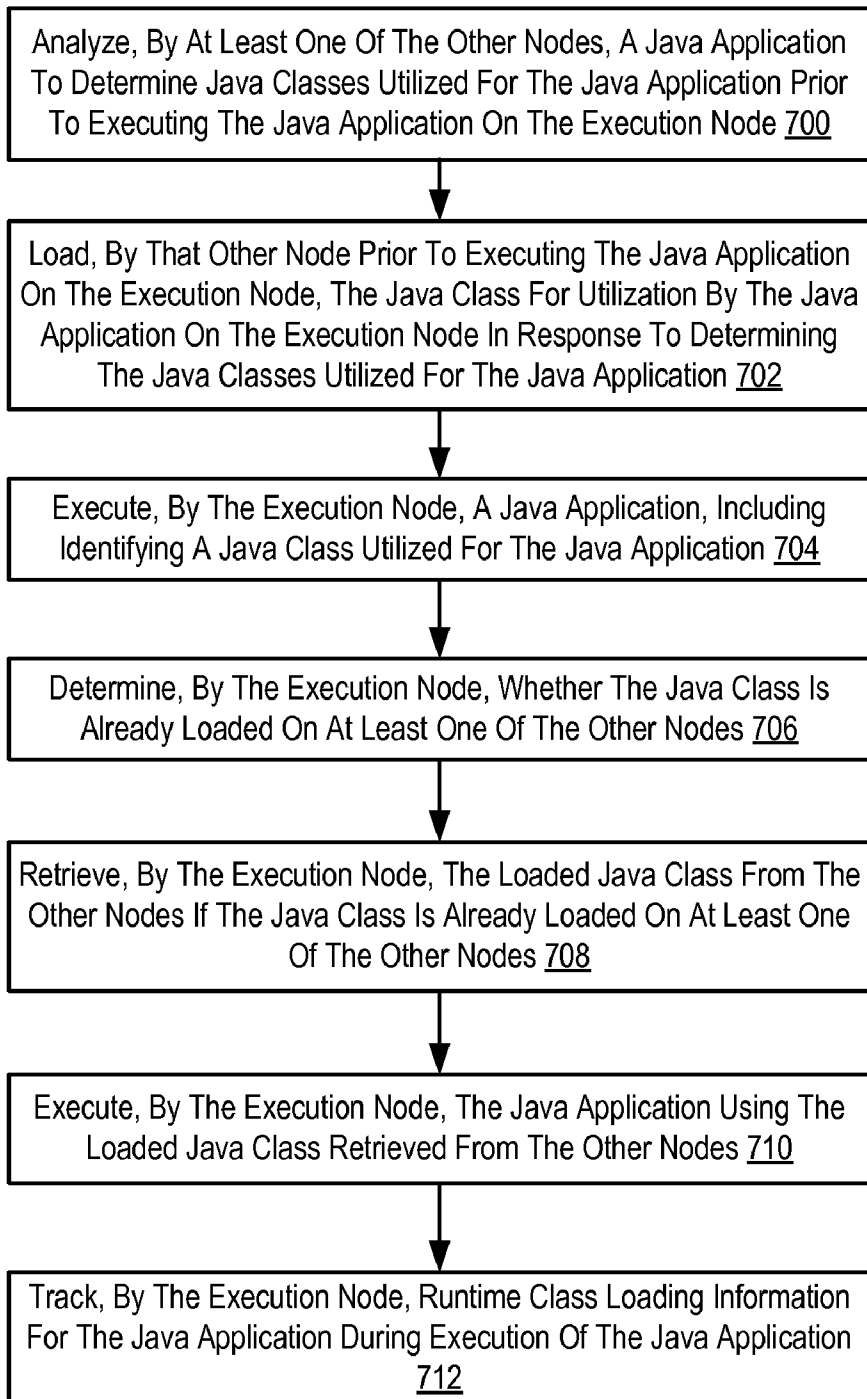 Analyze, By At Least One Of The Other Nodes, A Java Application
To Determine Java Classes Utilized For The Java Application Prior
To Executing The Java Application On The Execution Node 700
Load, By That Other Node Prior To Executing The Java Application
On The Execution Node, The Java Class For Utilization By The Java
Application On The Execution Node In Response To Determining
The Java Classes Utilized For The Java Application 702
Execute, By The Execution Node, A Java Application, Including
Identifying A Java Class Utilized For The Java Application 704
Determine, By The Execution Node, Whether The Java Class Is
Already Loaded On At Least One Of The Other Nodes 706
Retrieve, By The Execution Node, The Loaded Java Class From The
Other Nodes If The Java Class Is Already Loaded On At Least One
Of The Other Nodes 708
Execute, By The Execution Node, The Java Application Using The
Loaded Java Class Retrieved From The Other Nodes 710
Track, By The Execution Node, Runtime Class Loading Information
For The Java Application During Execution Of The Java Application
712